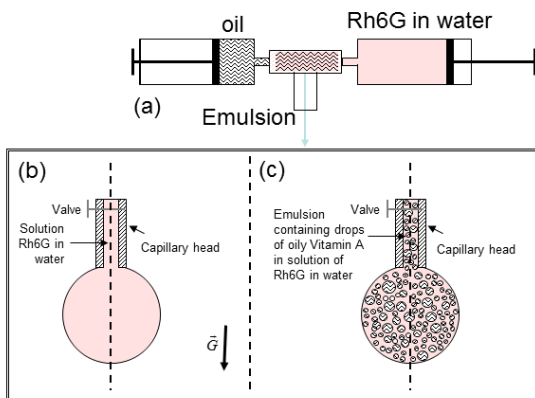 oil
Rh6G in water
(a)
Emulsion
(b)
Valve
Solution
Rh6G in
water
Capillary head
G
(c)
Valve
Emulsion
containing drops
of oily Vitamin A
in solution of
Rh6G in water
Capillary head